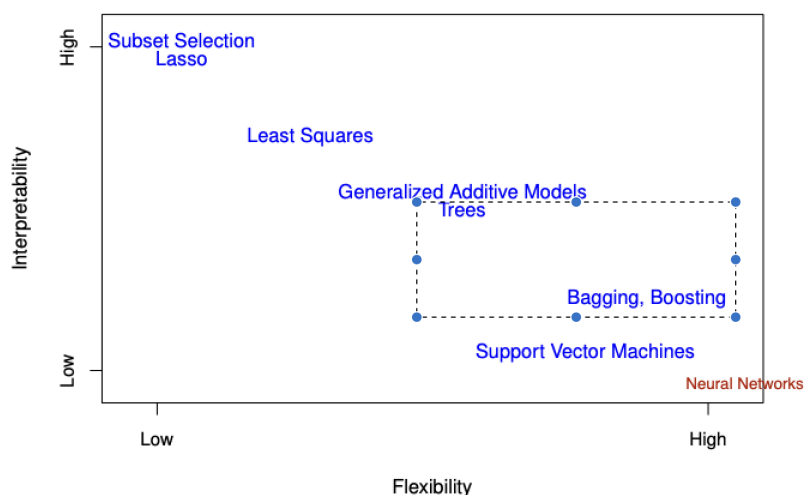 High
Subset Selection
Lasso
Least Squares
Generalized Additive Models
Trees
Interpretability
Bagging, Boosting
Support Vector Machines
Low
Neural Networks
Low
High
Flexibility